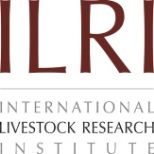 ILRI
INTERNATIONAL
LIVESTOCK RESEARCH
INSTITUTE